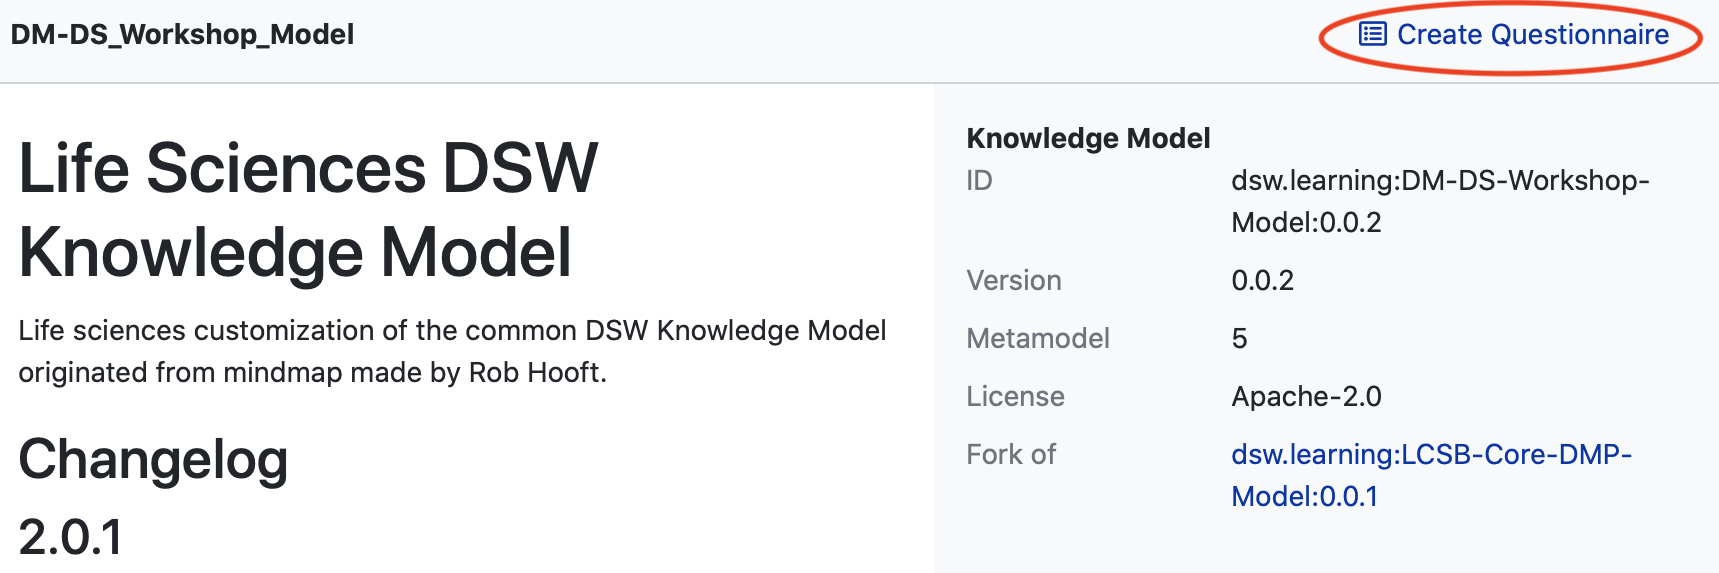 DM-DS_Workshop_Model
Create Questionnaire
Life Sciences DSW
Knowledge Model
Life sciences customization of the common DSW Knowledge Model
originated from mindmap made by Rob Hooft.
Changelog
2.0.1
Knowledge Model
ID dsw.learning:DM-DS-Workshop-
Model:0.0.2
Version 0.0.2
Metamodel 5
License Apache-2.0
Fork of dsw.learning:LCSB-Core-DMP-
Model:0.0.1